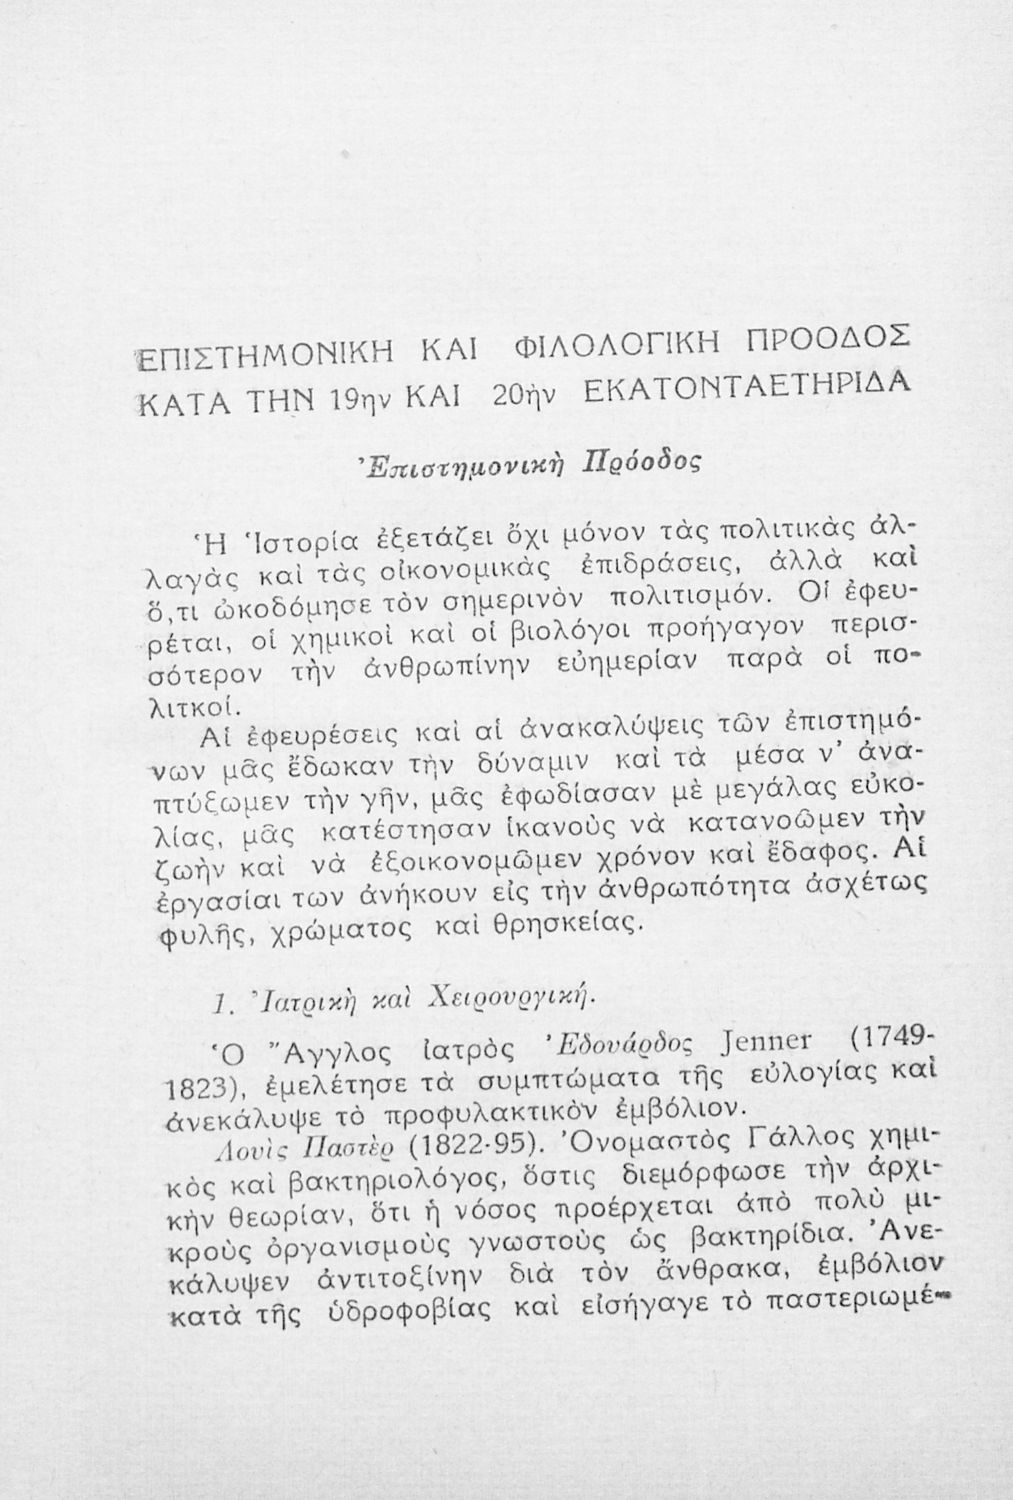 ΕΠΙΣΤΗΜΟΝΙΚΗ ΚΑΙ ΦΙΛΟΛΟΓΙΚΗ ΠΡΟΟΔΟΣ
ΚΑΤΑ ΤΗΝ 19ην ΚΑΙ 20ὴν ΕΚΑΤΟΝΤΑΕΤΗΡΙΔΑ
Ἐπιστημονικὴ Πρόοδος
Ἡ Ἱστορία ἐξετάζει ὄχι μόνον τὰς πολιτικὰς ἀλ-
λαγὰς καὶ τὰς οἰκονομικὰς ἐπιδράσεις, ἀλλὰ καὶ
ὅ,τι ὠκοδόμησε τὸν σημερινὸν πολιτισμόν. Οἱ ἐφευ-
ρέται, οἱ χημικοὶ καὶ οἱ βιολόγοι προήγαγον περισ-
σότερον τὴν ἀνθρωπίνην εὐημερίαν παρὰ οἱ πο-
λιτκοί.
Αἱ ἐφευρέσεις καὶ αἱ ἀνακαλύψεις τῶν ἐπιστημό-
νων μᾶς ἔδωκαν τὴν δύναμιν καὶ τὰ μέσα ν' ἀνα-
πτύξωμεν τὴν γῆν, μᾶς ἐφωδίασαν μὲ μεγάλας εὐκο-
λίας, μᾶς κατέστησαν ἱκανοὺς νὰ κατανοῶμεν τὴν
ζωὴν καὶ νὰ ἐξοικονομῶμεν χρόνον καὶ ἔδαφος. Αἱ
ἐργασίαι των ἀνήκουν εἰς τὴν ἀνθρωπότητα ἀσχέτως
φυλῆς, χρώματος καὶ θρησκείας.
1. Ἰατρικὴ καὶ Χειρουργική.
Ὁ Ἄγγλος ἰατρὸς Ἐδουάρδος Jenner (1749-
1823), ἐμελέτησε τὰ συμπτώματα τῆς εὐλογίας καὶ
ἀνεκάλυψε τὸ προφυλακτικὸν ἐμβόλιον.
Λουὶς Παστὲρ (1822-95). Ὀνομαστὸς Γάλλος χημι-
κὸς καὶ βακτηριολόγος, ὅστις διεμόρφωσε τὴν ἀρχι-
κὴν θεωρίαν, ὅτι ἡ νόσος προέρχεται ἀπὸ πολὺ μι-
κροὺς ὀργανισμοὺς γνωστοὺς ὡς βακτηρίδια. Ἀνε-
κάλυψεν ἀντιτοξίνην διὰ τὸν ἄνθρακα, ἐμβόλιον
κατὰ τῆς ὑδροφοβίας καὶ εἰσήγαγε τὸ παστεριωμέ-